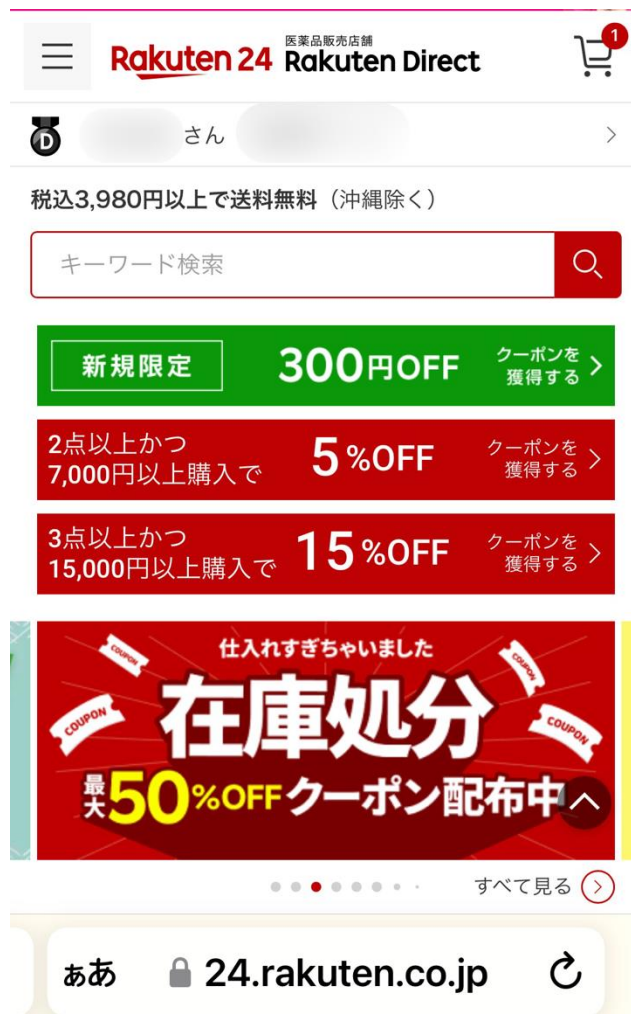 1
医薬品販売店舗
Rakuten 24 Rakuten Direct
D
さん
税込3,980円以上で送料無料（沖縄除く）
キーワード検索
新規限定 300円OFF クーポンを
獲得する
2点以上かつ
7,000円以上購入で 5%OFF クーポンを
獲得する
3点以上かつ
15,000円以上購入で 15%OFF クーポンを
獲得する
仕入れすぎちゃいました
COUPON
COUPON
在庫処分
COUPON
COUPON
最大50%OFFクーポン配布中
すべて見る
ぁあ 24.rakuten.co.jp